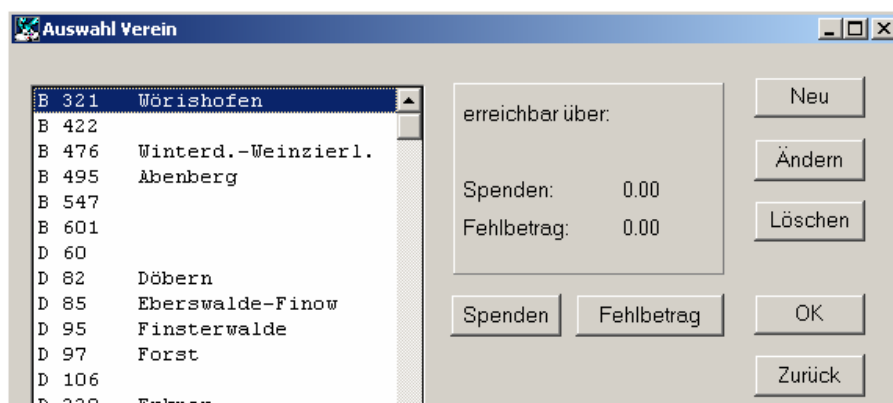 Auswahl Verein
B 321 Wörishofen
B 422
B 476 Winterd.-Weinzierl.
B 495 Abenberg
B 547
B 601
D 60
D 82 Döbern
D 85 Eberswalde-Finow
D 95 Finsterwalde
D 97 Forst
D 106
erreichbar über:
Spenden: 0.00
Fehlbetrag: 0.00
Spenden
Fehlbetrag
Neu
Ändern
Löschen
OK
Zurück